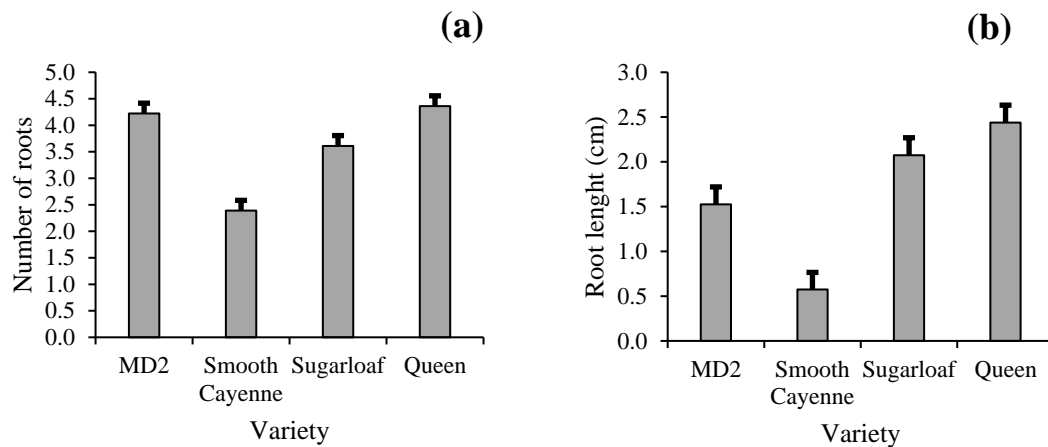 (a)
Number of roots
5.0
4.5
4.0
3.5
3.0
2.5
2.0
1.5
1.0
0.5
0.0
MD2
Smooth
Cayenne
Sugarloaf
Queen
Variety
(b)
Root lenght (cm)
3.0
2.5
2.0
1.5
1.0
0.5
0.0
MD2
Smooth
Cayenne
Sugarloaf
Queen
Variety